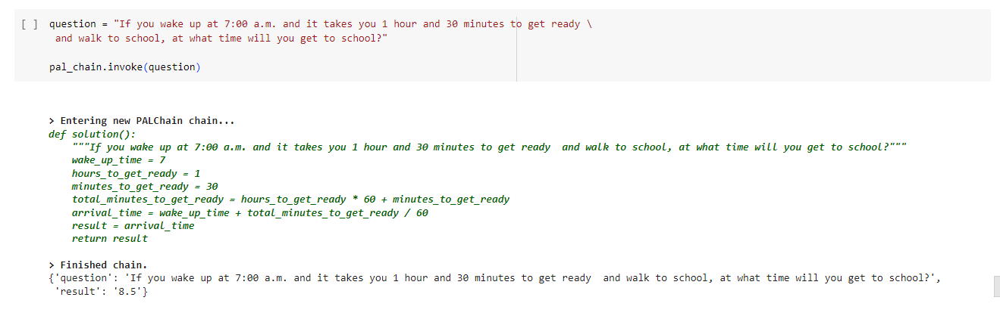 [ ] question = "If you wake up at 7:00 a.m. and it takes you 1 hour and 30 minutes to get ready \
 and walk to school, at what time will you get to school?"
pal_chain.invoke(question)
> Entering new PALChain chain...
def solution():
    """If you wake up at 7:00 a.m. and it takes you 1 hour and 30 minutes to get ready  and walk to school, at what time will you get to school?"""
    wake_up_time = 7
    hours_to_get_ready = 1
    minutes_to_get_ready = 30
    total_minutes_to_get_ready = hours_to_get_ready * 60 + minutes_to_get_ready
    arrival_time = wake_up_time + total_minutes_to_get_ready / 60
    result = arrival_time
    return result
> Finished chain.
{'question': 'If you wake up at 7:00 a.m. and it takes you 1 hour and 30 minutes to get ready  and walk to school, at what time will you get to school?',
 'result': '8.5'}